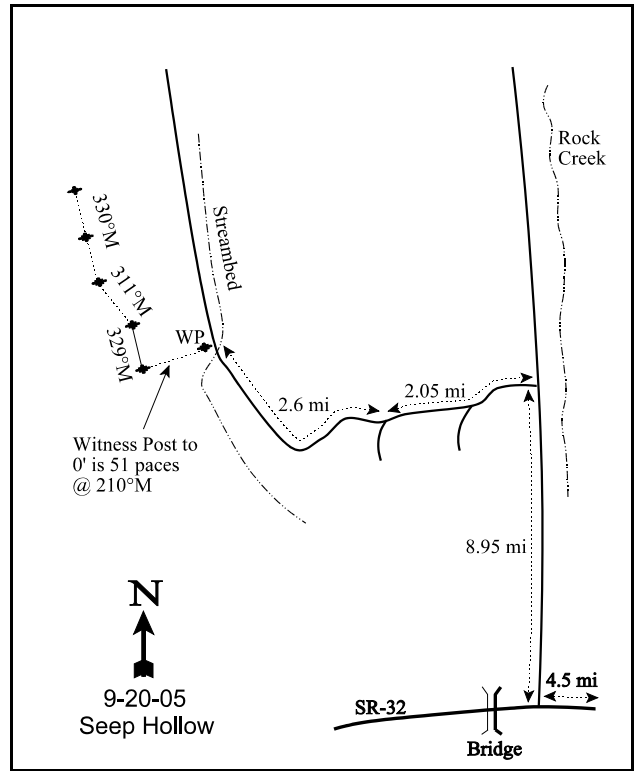 Rock
Creek
330°M
Streambed
311°M
329°M
WP
2.6 mi
2.05 mi
Witness Post to
0' is 51 paces
@ 210°M
8.95 mi
N
9-20-05
Seep Hollow
4.5 mi
SR-32
Bridge